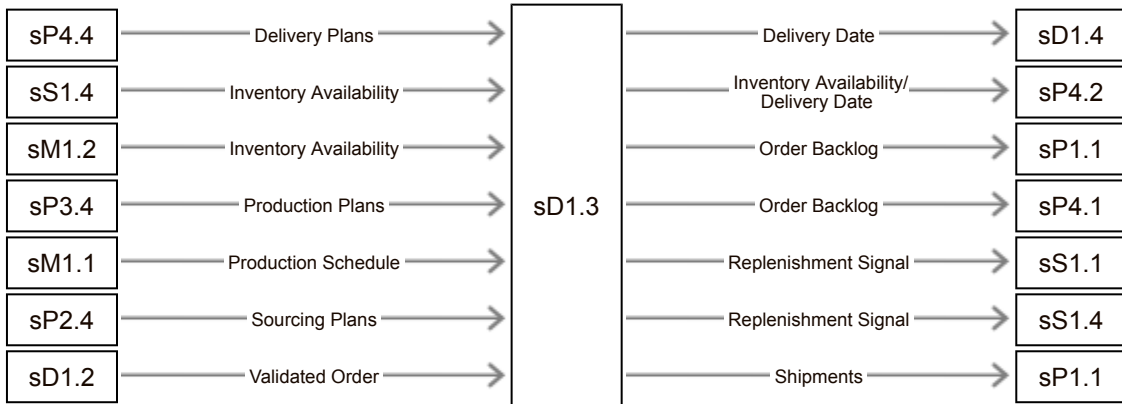 sP4.4 Delivery Plans Delivery Date sD1.4
sS1.4 Inventory Availability Inventory Availability/ sP4.2
Delivery Date
sM1.2 Inventory Availability Order Backlog sP1.1
sP3.4 Production Plans sD1.3 Order Backlog sP4.1
sM1.1 Production Schedule Replenishment Signal sS1.1
sP2.4 Sourcing Plans Replenishment Signal sS1.4
sD1.2 Validated Order Shipments sP1.1